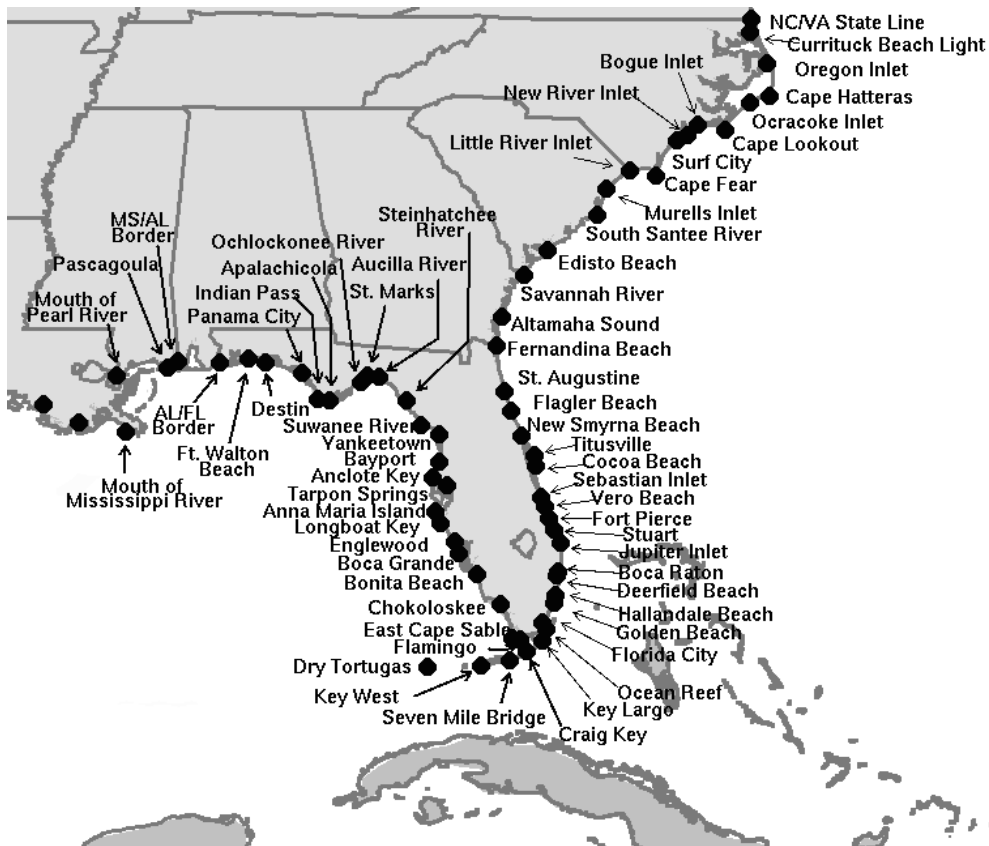 NC/VA State Line
Currituck Beach Light
Bogue Inlet
Oregon Inlet
New River Inlet
Cape Hatteras
Ocracoke Inlet
Little River Inlet
Cape Lookout
Surf City
Cape Fear
Steinhatchee
River
Murells Inlet
MS/AL
Border
South Santee River
Ochlockonee River
Pascagoula
Apalachicola
Aucilla River
Edisto Beach
Indian Pass
St. Marks
Savannah River
Mouth of
Pearl River
Panama City
Altamaha Sound
Fernandina Beach
St. Augustine
Destin
Flagler Beach
AL/FL
Border
Suwanee River
New Smyrna Beach
Yankeetown
Titusville
Ft. Walton
Beach
Bayport
Cocoa Beach
Anclote Key
Sebastian Inlet
Mouth of
Mississippi River
Tarpon Springs
Vero Beach
Anna Maria Island
Fort Pierce
Longboat Key
Stuart
Englewood
Jupiter Inlet
Boca Grande
Boca Raton
Bonita Beach
Deerfield Beach
Chokoloskee
Hallandale Beach
East Cape Sable
Golden Beach
Flamingo
Florida City
Dry Tortugas
Key West
Ocean Reef
Key Largo
Seven Mile Bridge
Craig Key